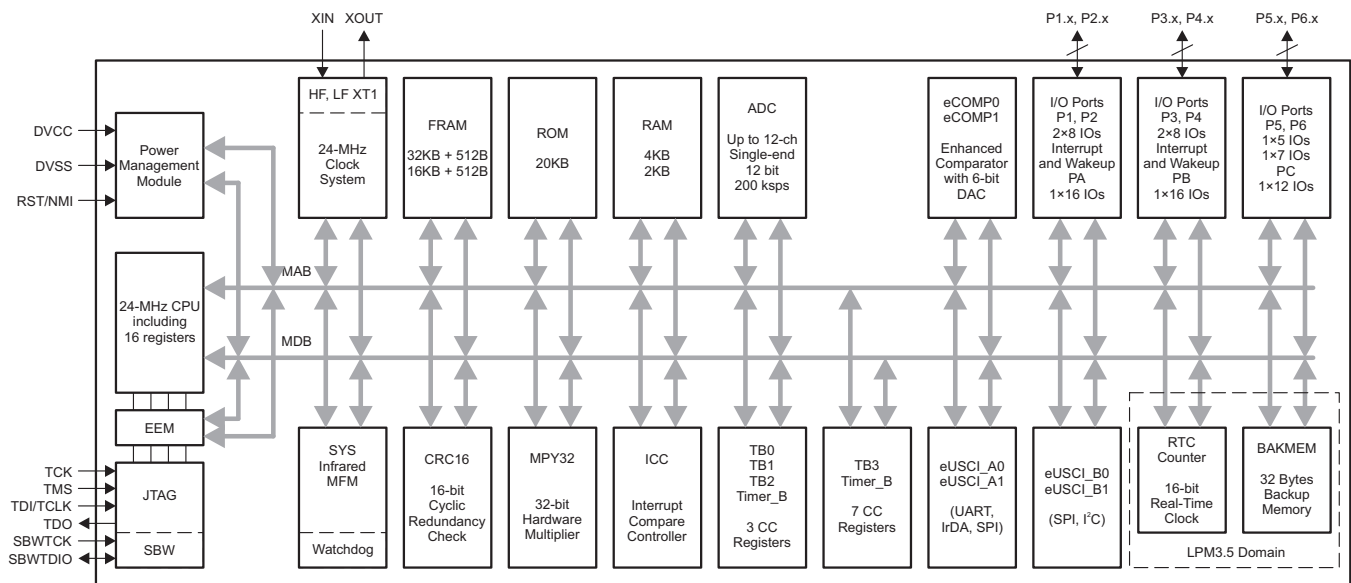 XIN XOUT
P1.x, P2.x
P3.x, P4.x
P5.x, P6.x
DVCC
DVSS
RST/NMI
Power
Management
Module
HF, LF XT1
24-MHz
Clock
System
FRAM
32KB + 512B
16KB + 512B
ROM
20KB
RAM
4KB
2KB
ADC
Up to 12-ch
Single-end
12 bit
200 ksps
eCOMP0
eCOMP1
Enhanced
Comparator
with 6-bit
DAC
I/O Ports
P1, P2
2×8 IOs
Interrupt
and Wakeup
PA
1×16 IOs
I/O Ports
P3, P4
2×8 IOs
Interrupt
and Wakeup
PB
1×16 IOs
I/O Ports
P5, P6
1×5 IOs
1×7 IOs
PC
1×12 IOs
24-MHz CPU
including
16 registers
MAB
MDB
EEM
TCK
TMS
TDI/TCLK
TDO
SBWTCK
SBWTDIO
JTAG
SBW
SYS
Infrared
MFM
Watchdog
CRC16
16-bit
Cyclic
Redundancy
Check
MPY32
32-bit
Hardware
Multiplier
ICC
Interrupt
Compare
Controller
TB0
TB1
TB2
Timer_B
3 CC
Registers
TB3
Timer_B
7 CC
Registers
eUSCI_A0
eUSCI_A1
(UART,
IrDA, SPI)
eUSCI_B0
eUSCI_B1
(SPI, I²C)
RTC
Counter
16-bit
Real-Time
Clock
BAKMEM
32 Bytes
Backup
Memory
LPM3.5 Domain